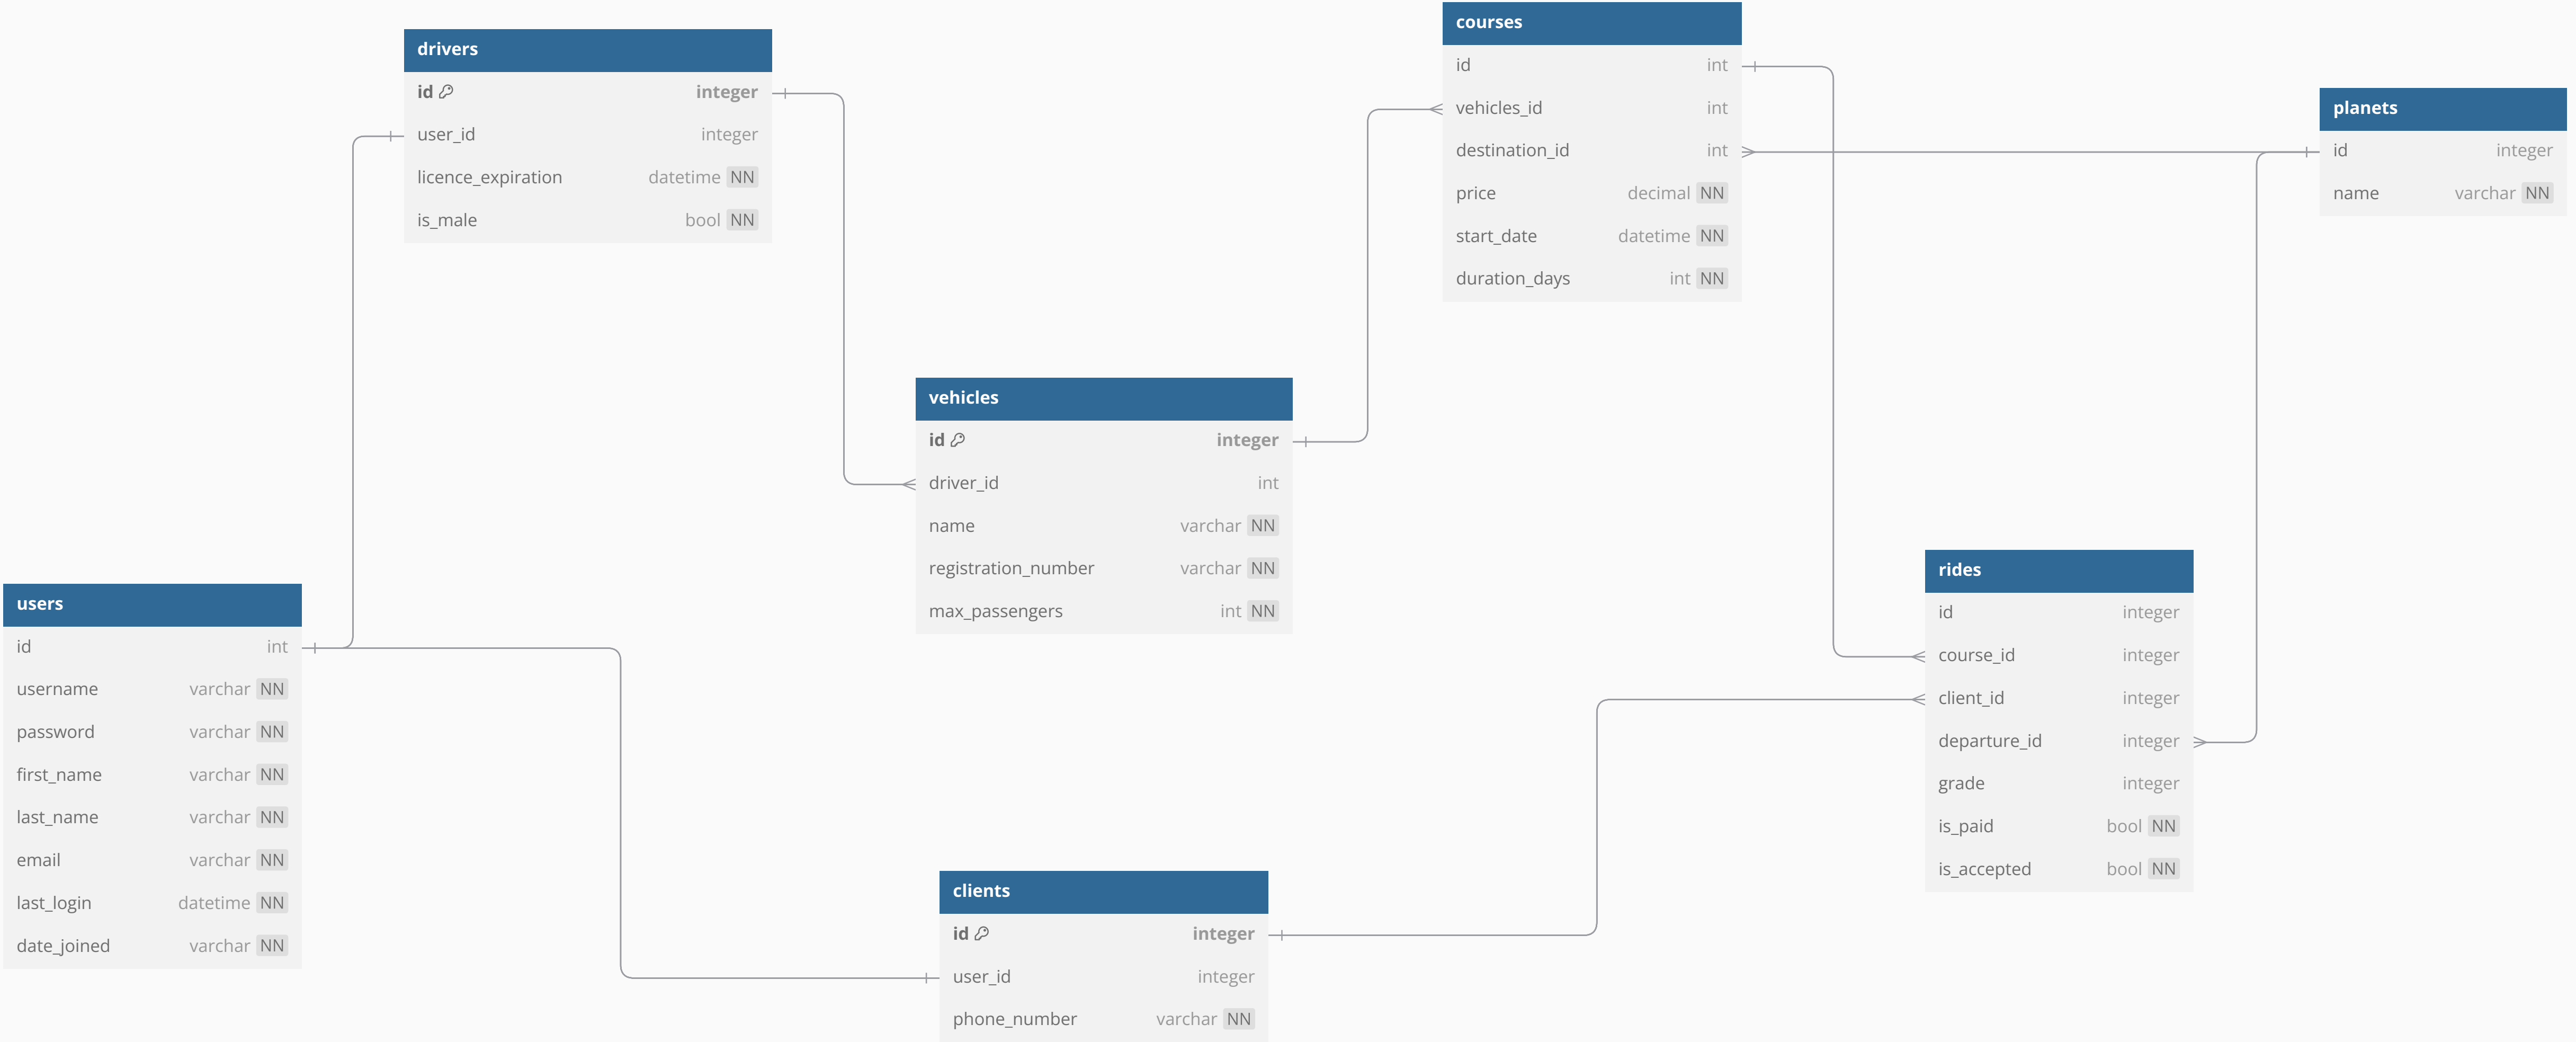 drivers
id integer
user_id integer
licence_expiration datetime NN
is_male bool NN
courses
id int
vehicles_id int
destination_id int
price decimal NN
start_date datetime NN
duration_days int NN
planets
id integer
name varchar NN
vehicles
id integer
driver_id int
name varchar NN
registration_number varchar NN
max_passengers int NN
users
id int
username varchar NN
password varchar NN
first_name varchar NN
last_name varchar NN
email varchar NN
last_login datetime NN
date_joined varchar NN
rides
id integer
course_id integer
client_id integer
departure_id integer
grade integer
is_paid bool NN
is_accepted bool NN
clients
id integer
user_id integer
phone_number varchar NN